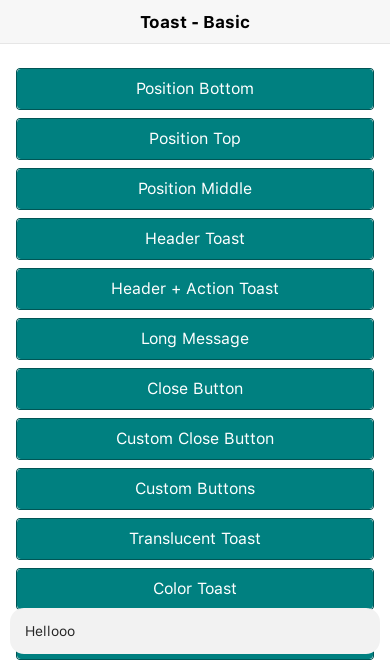 Toast - Basic
Position Bottom
Position Top
Position Middle
Header Toast
Header + Action Toast
Long Message
Close Button
Custom Close Button
Custom Buttons
Translucent Toast
Color Toast
Hellooo